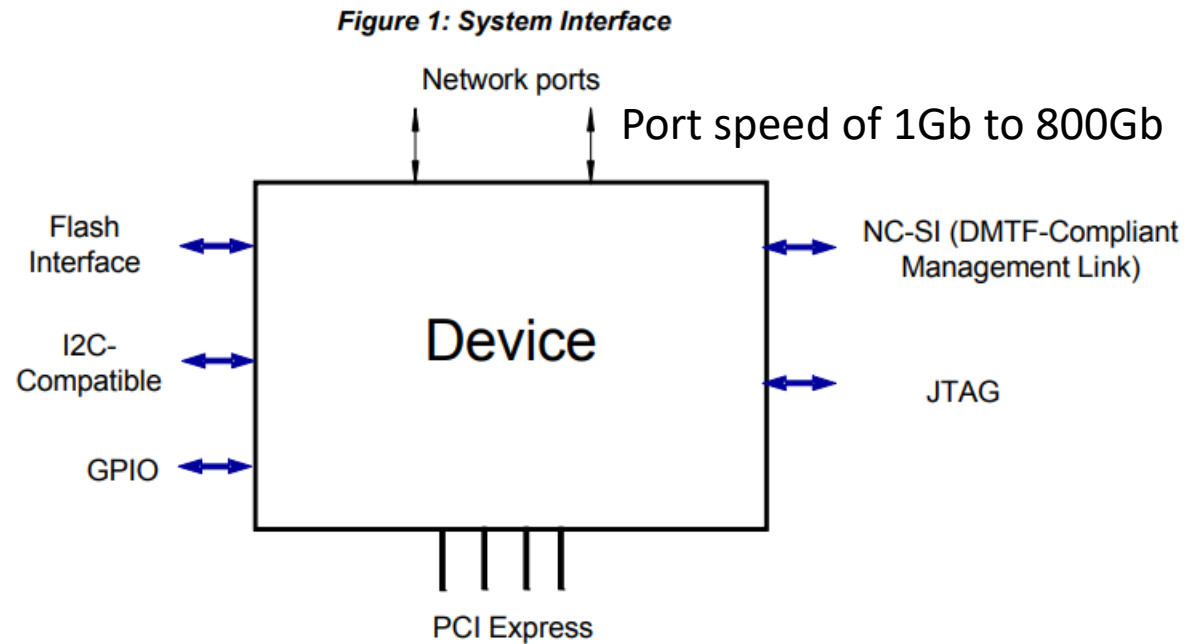 Figure 1: System Interface
Network ports
Port speed of 1Gb to 800Gb
Flash
Interface
NC-SI (DMTF-Compliant
Management Link)
Device
I2C-
Compatible
JTAG
GPIO
PCI Express